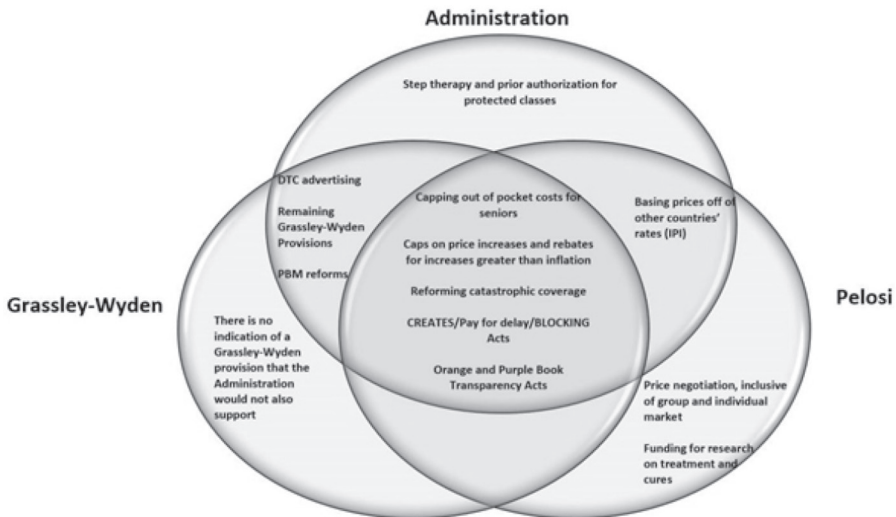 Administration
Step therapy and prior authorization for
protected classes
DTC advertising
Remaining
Grassley-Wyden
Provisions
PBM reforms
Capping out of pocket costs for
seniors
Caps on price increases and rebates
for increases greater than inflation
Reforming catastrophic coverage
CREATES/Pay for delay/BLOCKING
Acts
Orange and Purple Book
Transparency Acts
Basing prices off of
other countries'
rates (IPI)
Grassley-Wyden
Pelosi
There is no
indication of a
Grassley-Wyden
provision that the
Administration
would not also
support
Price negotiation, inclusive
of group and individual
market
Funding for research
on treatment and
cures